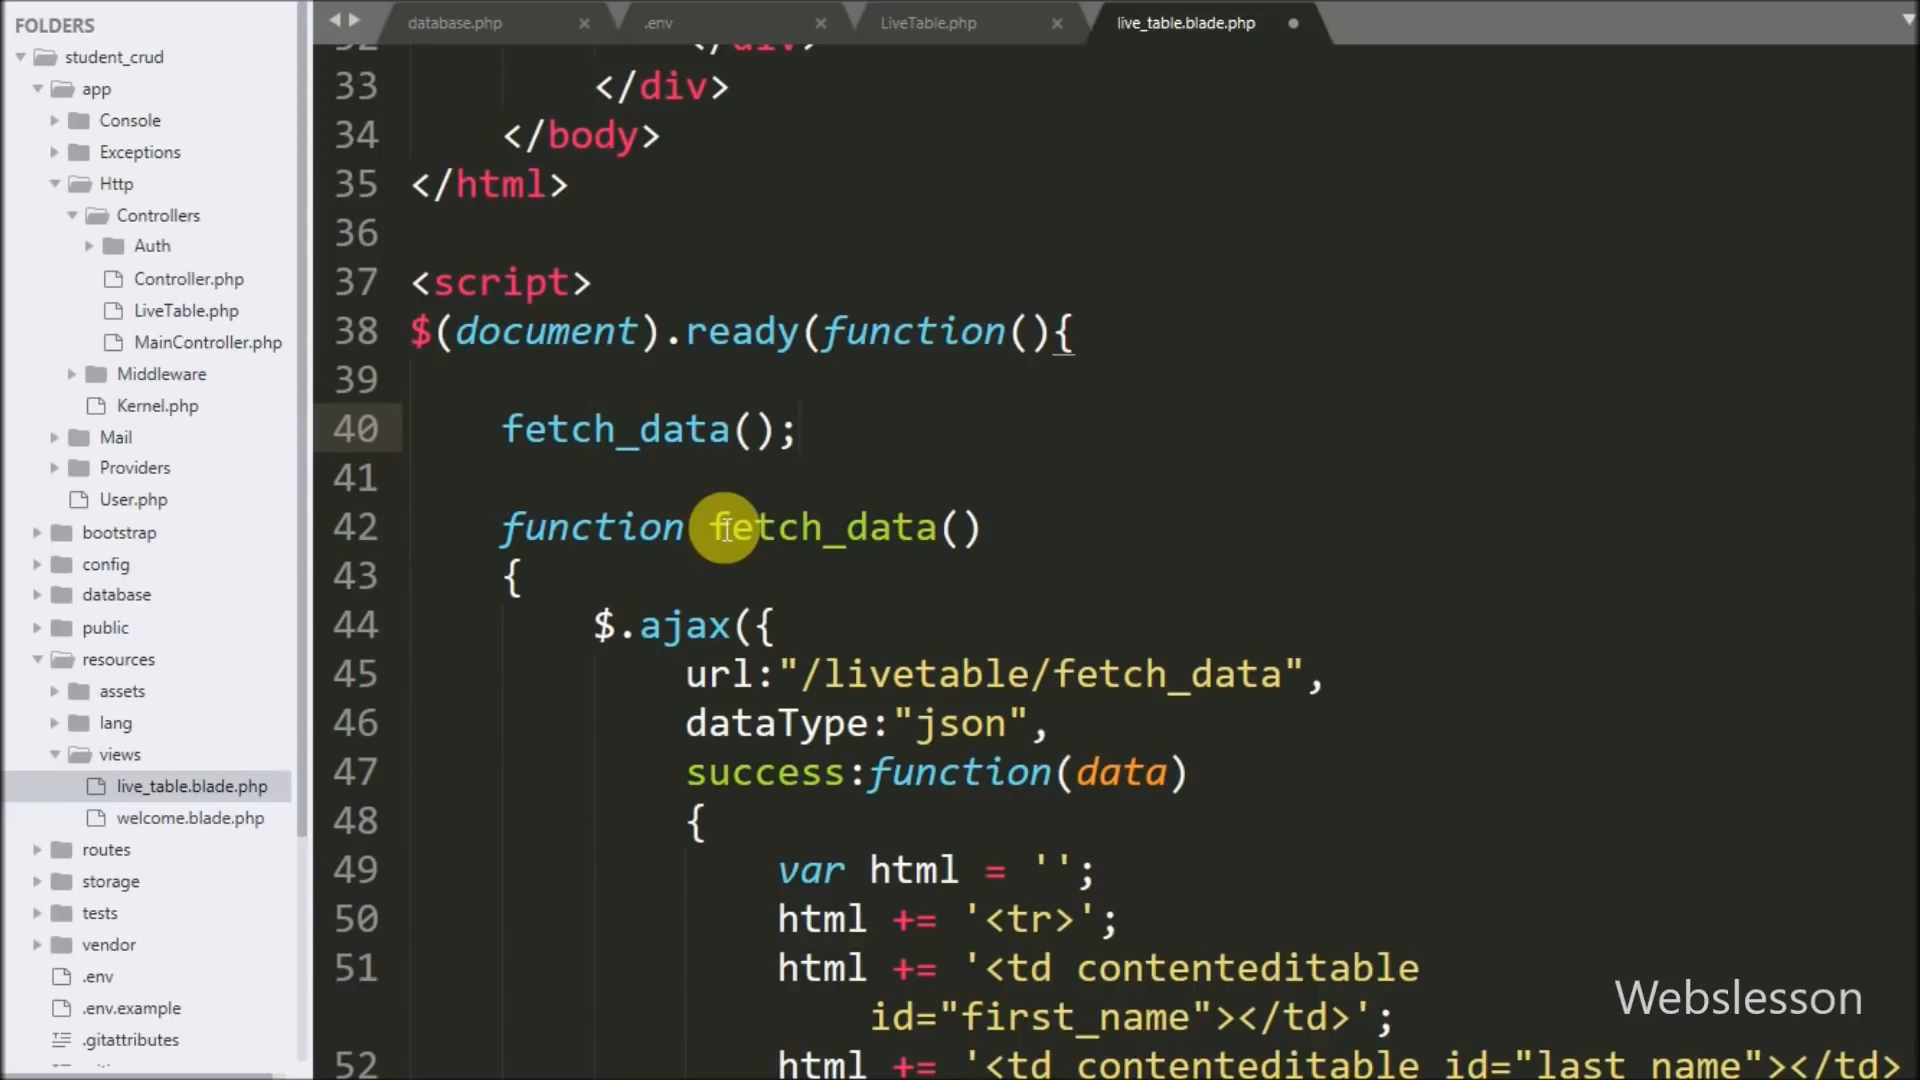 FOLDERS
student_crud
app
Console
Exceptions
Http
Controllers
Auth
Controller.php
LiveTable.php
MainController.php
Middleware
Kernel.php
Mail
Providers
User.php
bootstrap
config
database
public
resources
assets
lang
views
live_table.blade.php
welcome.blade.php
routes
storage
tests
vendor
.env
.env.example
.gitattributes
database.php
.env
LiveTable.php
live_table.blade.php
32 </div>
33 </div>
34 </body>
35 </html>
36
37 <script>
38 $(document).ready(function(){
39
40 fetch_data();
41
42 function fetch_data()
43 {
44 $.ajax({
45 url:"/livetable/fetch_data",
46 dataType:"json",
47 success:function(data)
48 {
49 var html = '';
50 html += '<tr>';
51 html += '<td contenteditable
id="first_name"></td>';
52 html += '<td contenteditable id="last_name"></td>
Webslesson